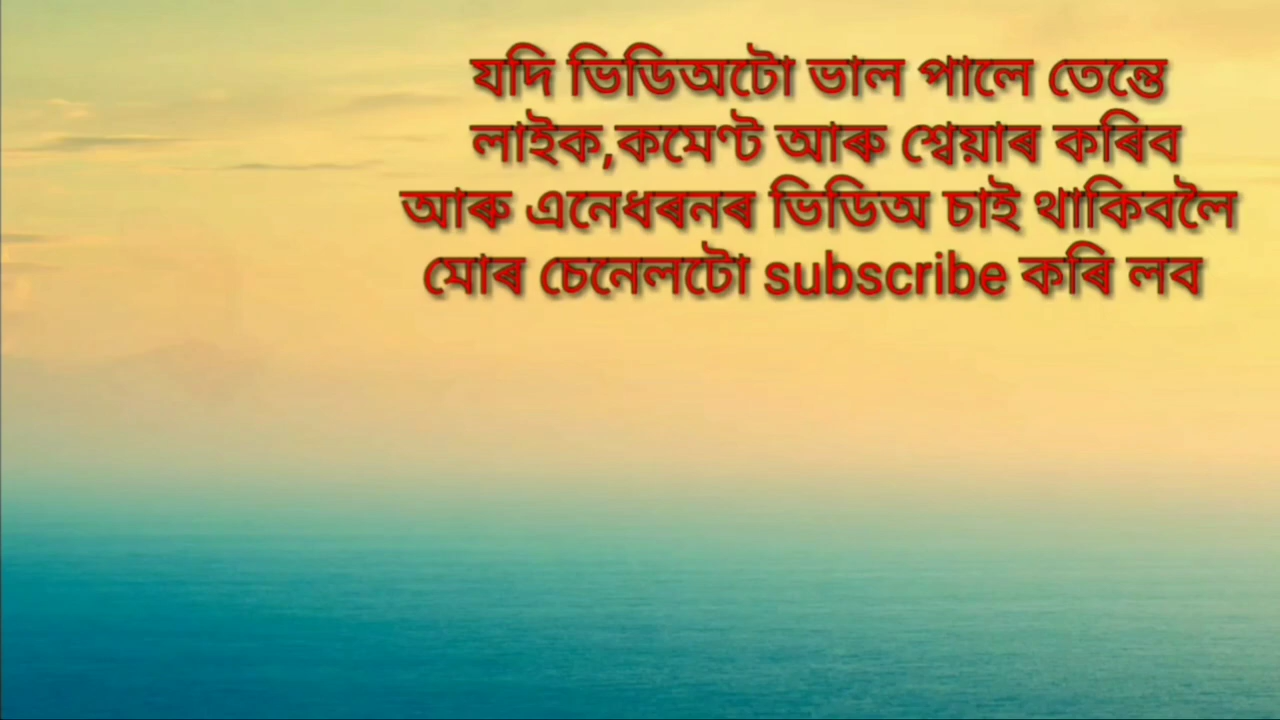 যদি ভিডিঅটো ভাল পালে তেন্তে
লাইক,কমেণ্ট আৰু শ্বেয়াৰ কৰিব
আৰু এনেধৰনৰ ভিডিঅ চাই থাকিবলৈ
মোৰ চেনেলটো subscribe কৰি লব